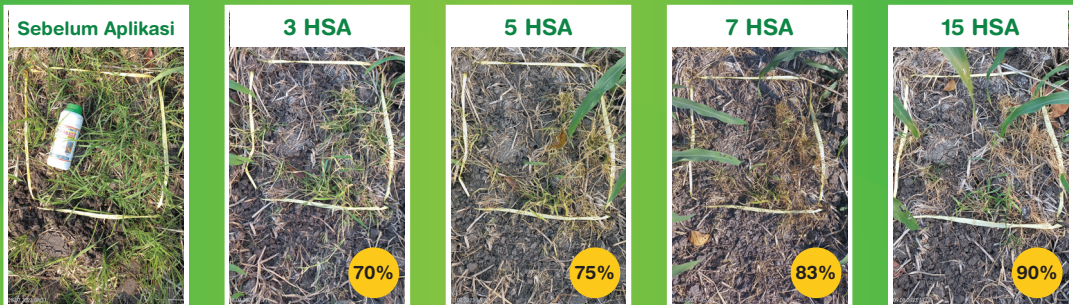 Sebelum Aplikasi
3 HSA
5 HSA
7 HSA
15 HSA
70%
75%
83%
90%